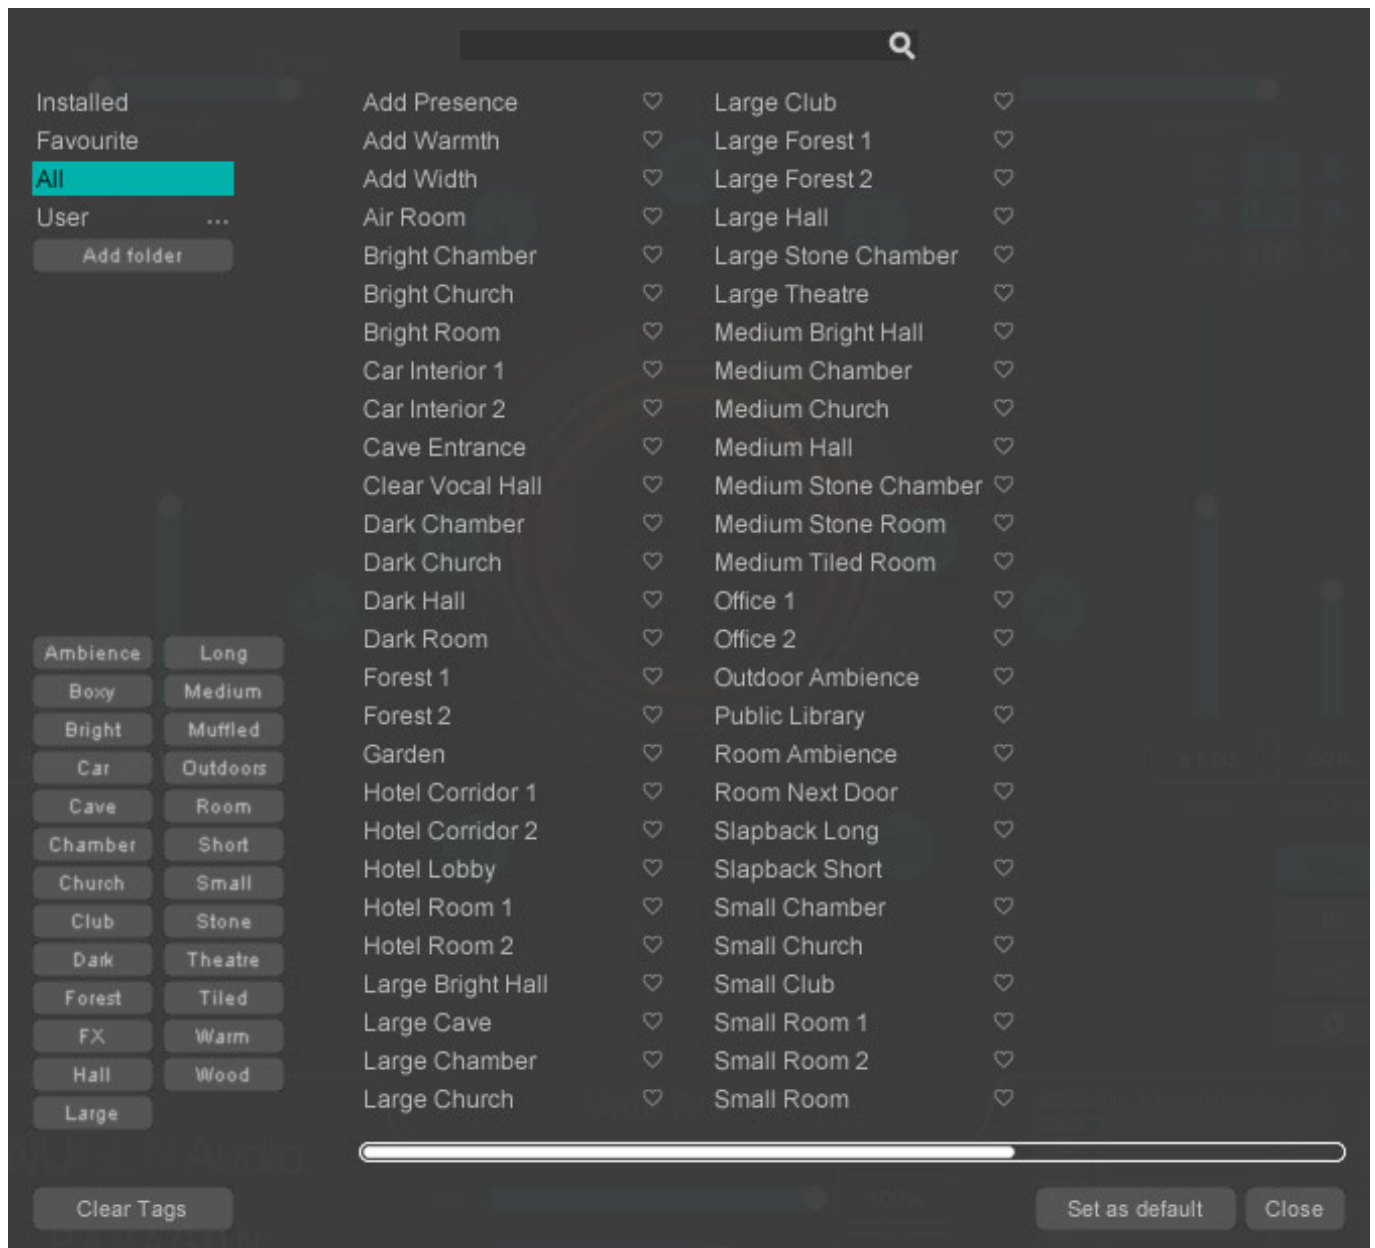 Installed
Favourite
All
User ...
Add folder
Add Presence
Add Warmth
Add Width
Air Room
Bright Chamber
Bright Church
Bright Room
Car Interior 1
Car Interior 2
Cave Entrance
Clear Vocal Hall
Dark Chamber
Dark Church
Dark Hall
Dark Room
Forest 1
Forest 2
Garden
Hotel Corridor 1
Hotel Corridor 2
Hotel Lobby
Hotel Room 1
Hotel Room 2
Large Bright Hall
Large Cave
Large Chamber
Large Church
Large Club
Large Forest 1
Large Forest 2
Large Hall
Large Stone Chamber
Large Theatre
Medium Bright Hall
Medium Chamber
Medium Church
Medium Hall
Medium Stone Chamber
Medium Stone Room
Medium Tiled Room
Office 1
Office 2
Outdoor Ambience
Public Library
Room Ambience
Room Next Door
Slapback Long
Slapback Short
Small Chamber
Small Church
Small Club
Small Room 1
Small Room 2
Small Room
Ambience Long
Boxy Medium
Bright Muffled
Car Outdoors
Cave Room
Chamber Short
Church Small
Club Stone
Dark Theatre
Forest Tiled
FX Warm
Hall Wood
Large
Audio
Clear Tags
Set as default
Close